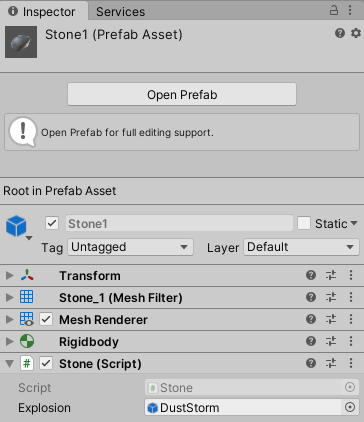 Inspector Services
Stone1 (Prefab Asset)
Open Prefab
Open Prefab for full editing support.
Root in Prefab Asset
Stone1 Static
Tag Untagged Layer Default
Transform
Stone_1 (Mesh Filter)
Mesh Renderer
Rigidbody
# Stone (Script)
Script # Stone
Explosion DustStorm